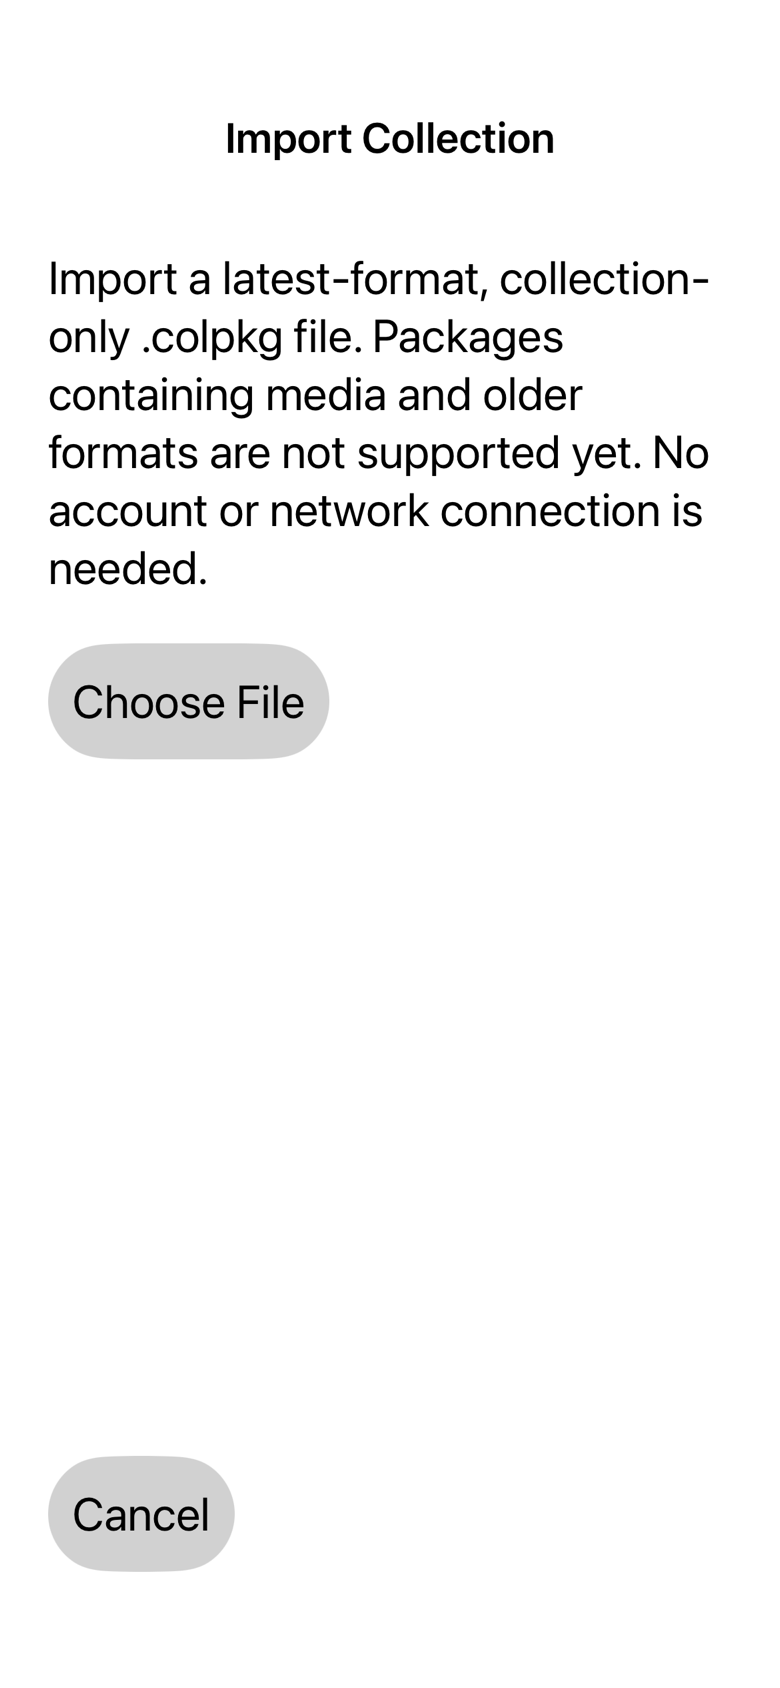 Import Collection
Import a latest-format, collection-
only .colpkg file. Packages
containing media and older
formats are not supported yet. No
account or network connection is
needed.
Choose File
Cancel